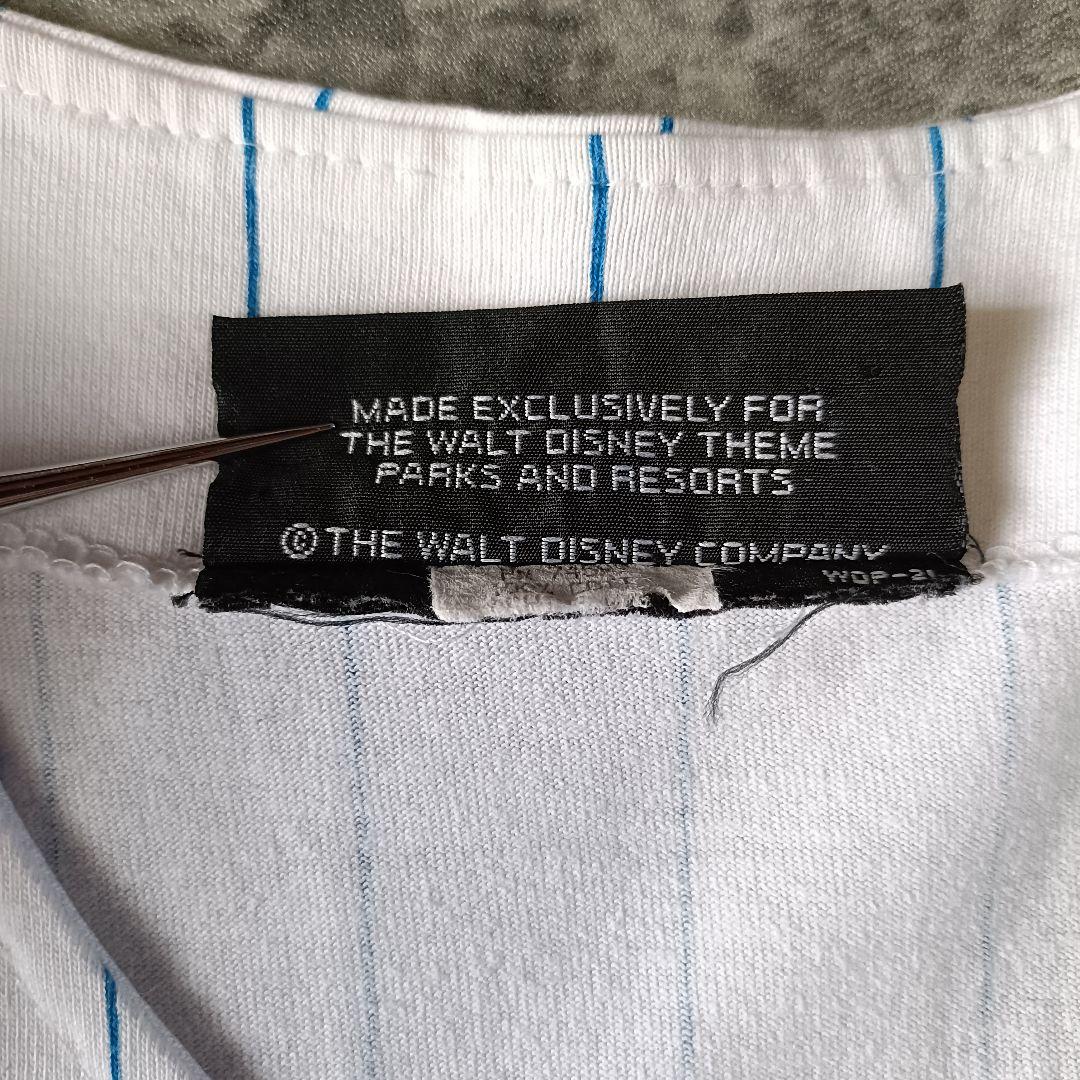 MADE EXCLUSIVELY FOR
THE WALT DISNEY THEME
PARKS AND RESORTS
®THE WALT DISNEY COMPANY